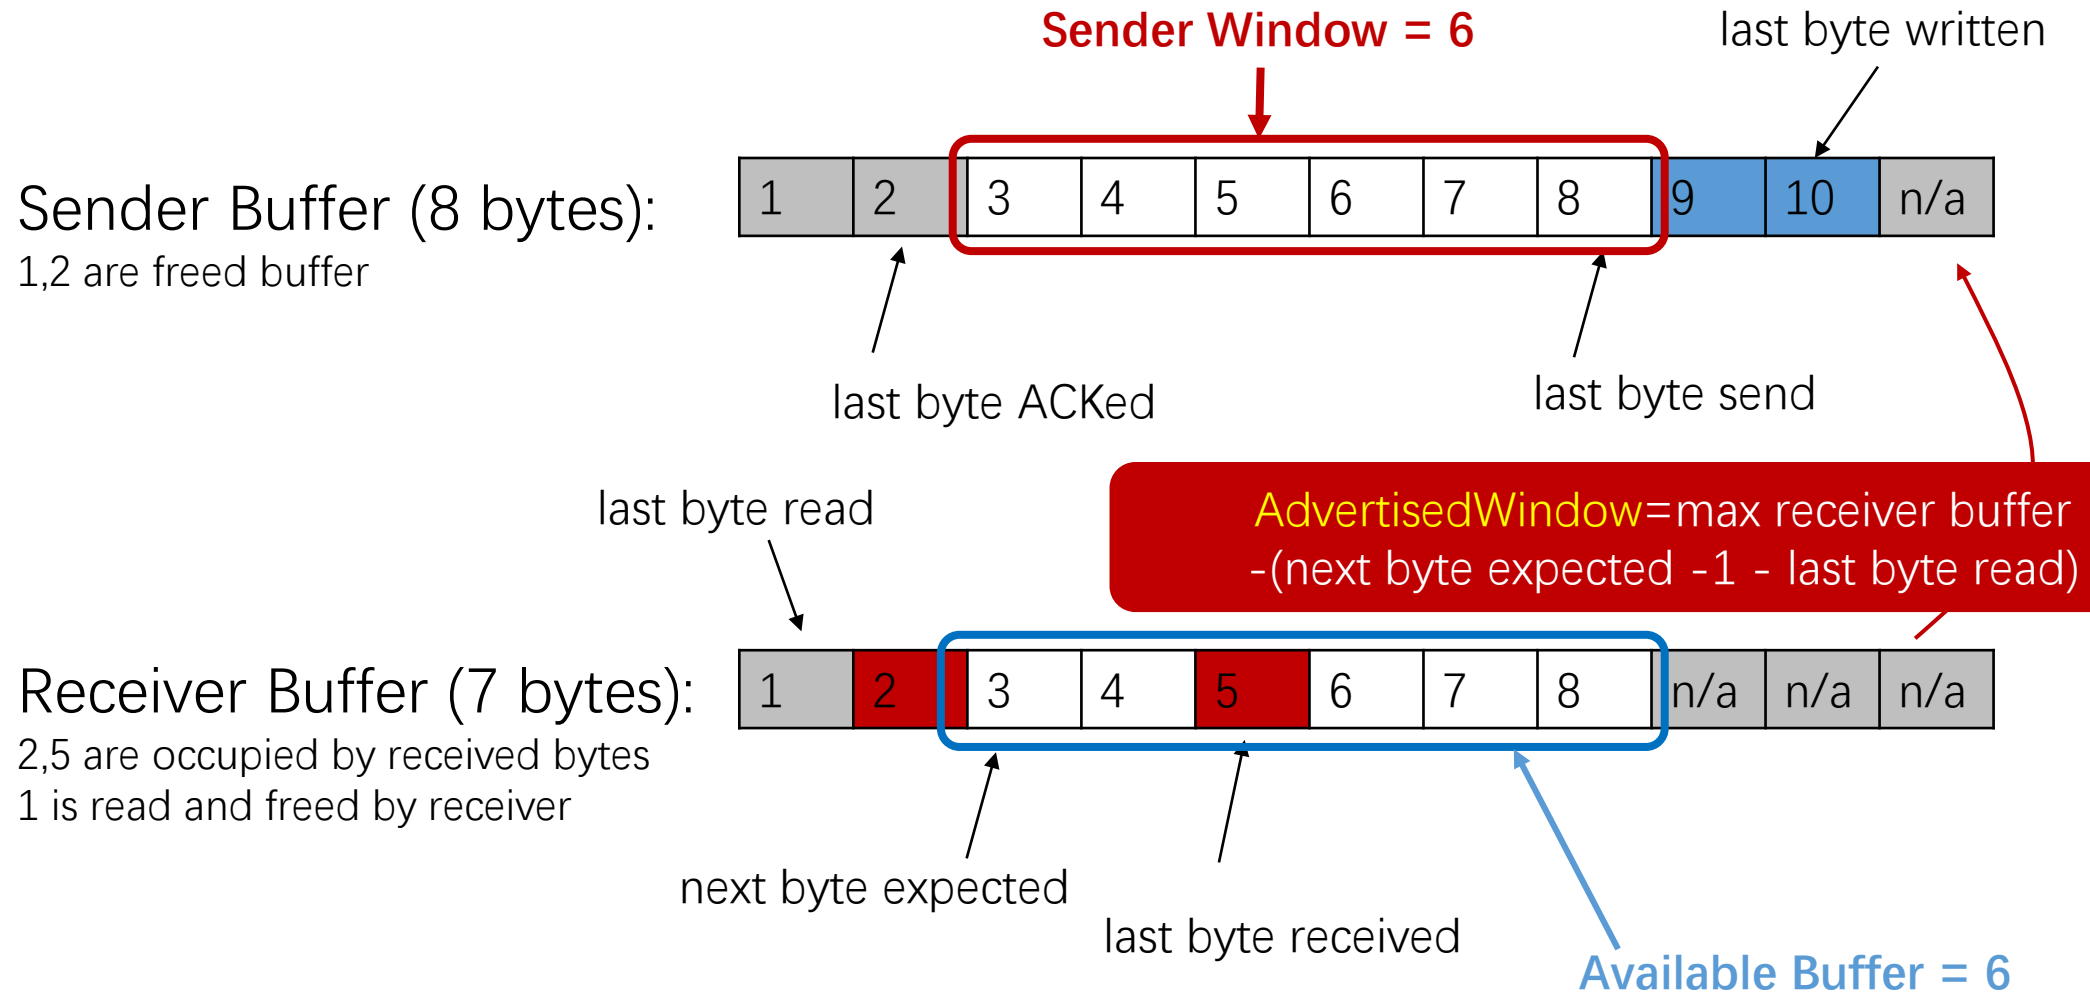 Sender Window = 6
last byte written
Sender Buffer (8 bytes):
1 2 3 4 5 6 7 8 9 10 n/a
1,2 are freed buffer
last byte ACKed
last byte send
last byte read
AdvertisedWindow=max receiver buffer
-(next byte expected -1 - last byte read)
Receiver Buffer (7 bytes):
1 2 3 4 5 6 7 8 n/a n/a n/a
2,5 are occupied by received bytes
1 is read and freed by receiver
next byte expected
last byte received
Available Buffer = 6